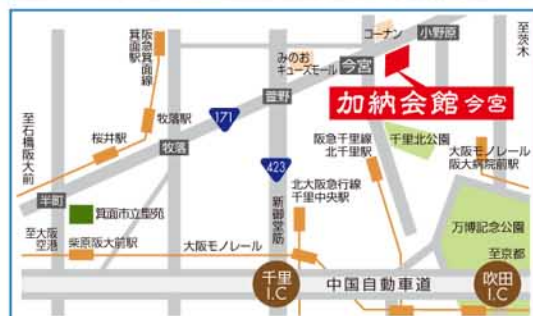 阪急箕面線
箕面駅
コーナン
小野原
至茨木
みのお
キューズモール
今宮
加納会館 今宮
萱野
至石橋阪大前
桜井駅
牧落駅
牧落
171
423
阪急千里線
北千里駅
千里北公園
大阪モノレール
阪大病院前駅
半町
箕面市立聖苑
新御堂筋
北大阪急行線
千里中央駅
万博記念公園
至大阪
空港
柴原阪大前駅
大阪モノレール
至京都
千里
I.C
中国自動車道
吹田
I.C